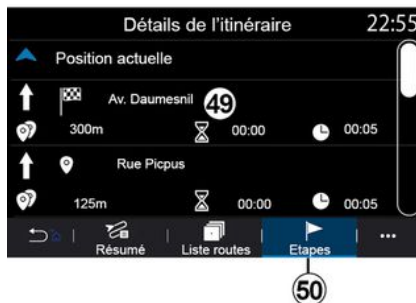 Détails de l'itinéraire 22:55
Position actuelle
Av. Daumesnil 49
300m 00:00 00:05
Rue Picpus
125m 00:00 00:05
Résumé Liste routes Etapes ...
50